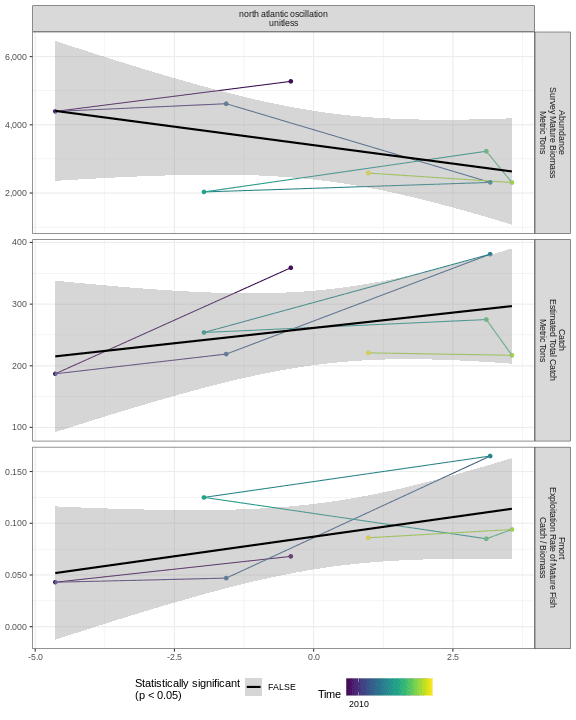 north atlantic oscillation
unitless
6,000
4,000
2,000
Abundance
Survey Mature Biomass
Metric Tons
400
300
200
100
Catch
Estimated Total Catch
Metric Tons
0.150
0.100
0.050
0.000
Fmort
Exploitation Rate of Mature Fish
Catch / Biomass
-5.0
-2.5
0.0
2.5
Statistically significant
(p < 0.05)
FALSE
Time
2010